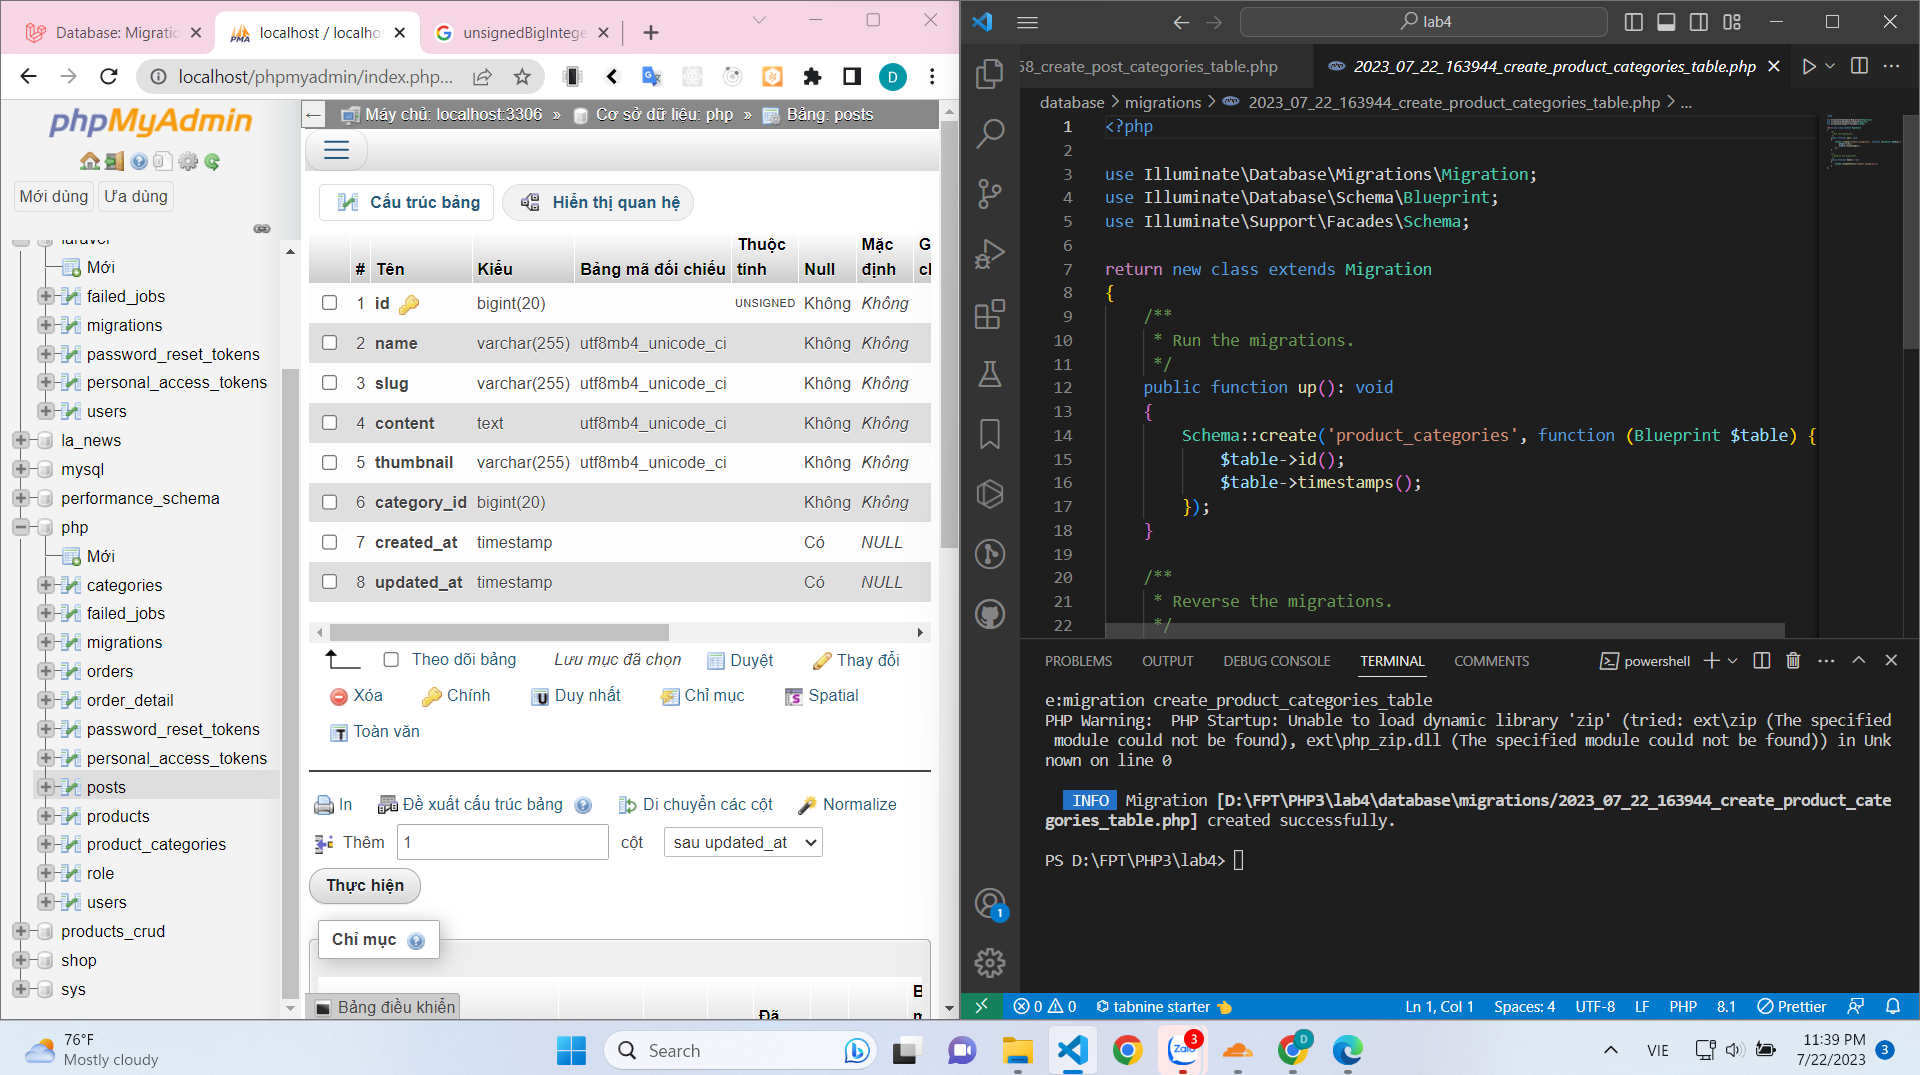 Database: Migratio
localhost / localho
unsignedBigIntege
localhost/phpmyadmin/index.php...
D
phpMyAdmin
Mới dùng
Ưa dùng
laravel
Mới
failed_jobs
migrations
password_reset_tokens
personal_access_tokens
users
la_news
mysql
performance_schema
php
Mới
categories
failed_jobs
migrations
orders
order_detail
password_reset_tokens
personal_access_tokens
posts
products
product_categories
role
users
products_crud
shop
sys
Máy chủ: localhost:3306 » Cơ sở dữ liệu: php » Bảng: posts
Cấu trúc bảng
Hiển thị quan hệ
# Tên Kiểu Bảng mã đối chiếu Thuộc tính Null Mặc định G cl
1 id bigint(20) UNSIGNED Không Không
2 name varchar(255) utf8mb4_unicode_ci Không Không
3 slug varchar(255) utf8mb4_unicode_ci Không Không
4 content text utf8mb4_unicode_ci Không Không
5 thumbnail varchar(255) utf8mb4_unicode_ci Không Không
6 category_id bigint(20) Không Không
7 created_at timestamp Có NULL
8 updated_at timestamp Có NULL
Theo dõi bảng Lưu mục đã chọn Duyệt Thay đổi
Xóa Chính Duy nhất Chỉ mục Spatial
Toàn văn
In Đề xuất cấu trúc bảng Di chuyển các cột Normalize
Thêm 1 cột sau updated_at
Thực hiện
Chỉ mục
Bảng điều khiển
Đã
B
lab4
58_create_post_categories_table.php
2023_07_22_163944_create_product_categories_table.php
database > migrations > 2023_07_22_163944_create_product_categories_table.php > ...
1 <?php
2
3 use Illuminate\Database\Migrations\Migration;
4 use Illuminate\Database\Schema\Blueprint;
5 use Illuminate\Support\Facades\Schema;
6
7 return new class extends Migration
8 {
9 /**
10 * Run the migrations.
11 */
12 public function up(): void
13 {
14 Schema::create('product_categories', function (Blueprint $table) {
15 $table->id();
16 $table->timestamps();
17 });
18 }
19
20 /**
21 * Reverse the migrations.
22 */
PROBLEMS OUTPUT DEBUG CONSOLE TERMINAL COMMENTS powershell
e:migration create_product_categories_table
PHP Warning:  PHP Startup: Unable to load dynamic library 'zip' (tried: ext\zip (The specified
module could not be found), ext\php_zip.dll (The specified module could not be found)) in Unk
nown on line 0
INFO Migration [D:\FPT\PHP3\lab4\database\migrations/2023_07_22_163944_create_product_cate
gories_table.php] created successfully.
PS D:\FPT\PHP3\lab4>
1
0 0 tabnine starter Ln 1, Col 1 Spaces: 4 UTF-8 LF PHP 8.1 Prettier
76°F
Mostly cloudy
Search
Zalo
3
D
VIE
11:39 PM
7/22/2023
3